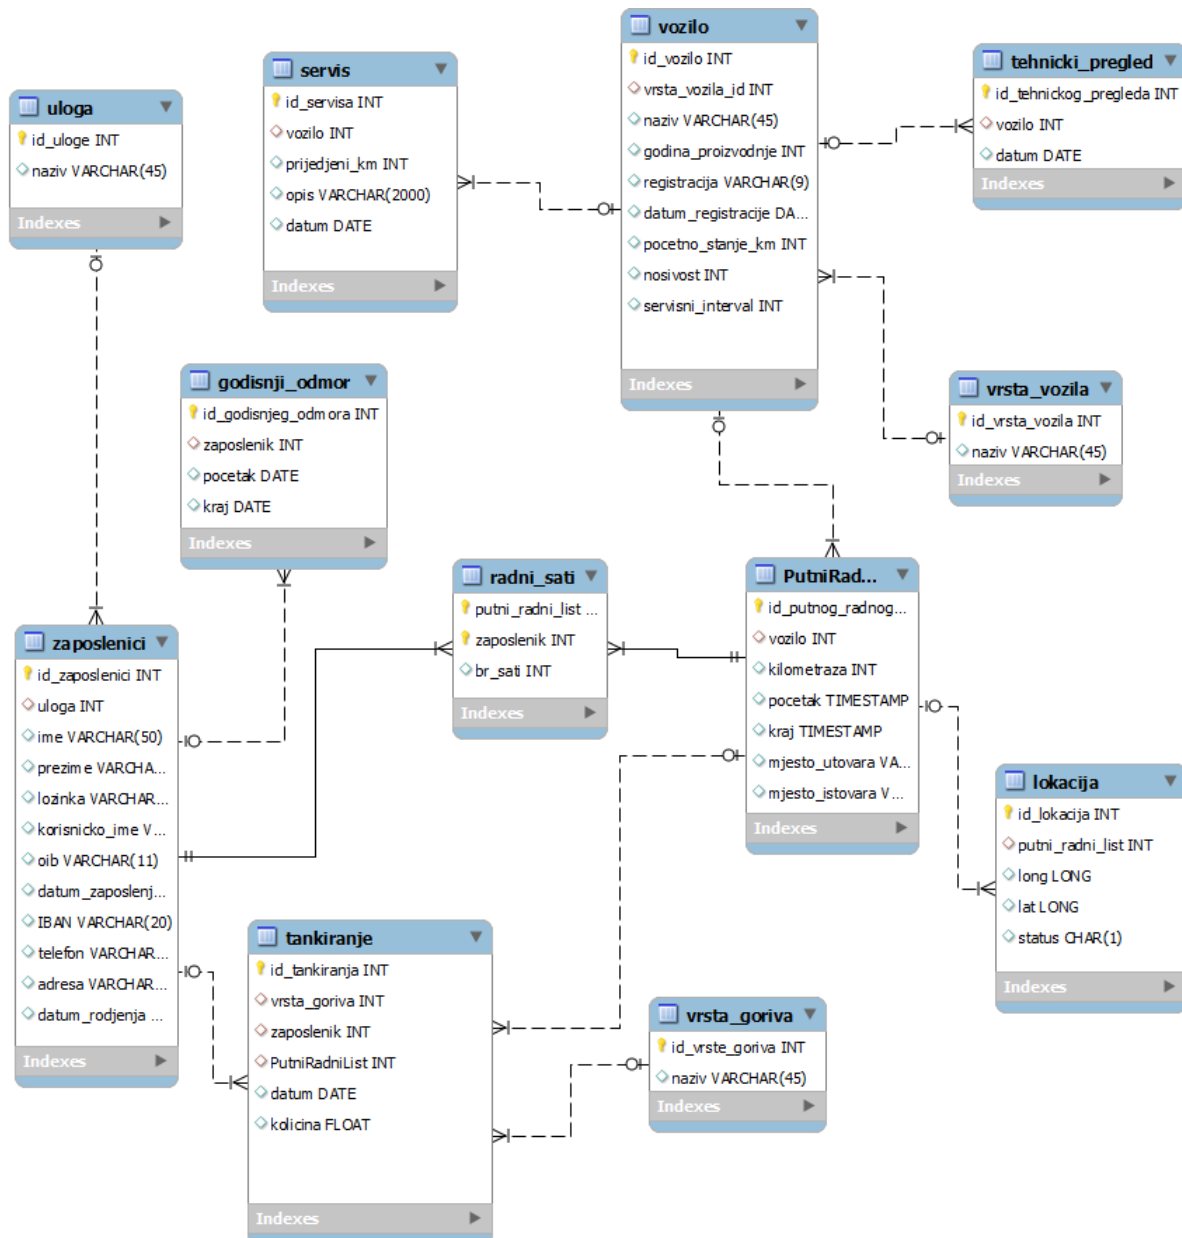 uloga
id_uloge INT
naziv VARCHAR(45)
Indexes
servis
id_servisa INT
vozilo INT
prijedjeni_km INT
opis VARCHAR(2000)
datum DATE
Indexes
vozilo
id_vozilo INT
vrsta_vozila_id INT
naziv VARCHAR(45)
godina_proizvodnje INT
registracija VARCHAR(9)
datum_registracije DA...
pocetno_stanje_km INT
nosivost INT
servisni_interval INT
Indexes
tehnicki_pregled
id_tehnickog_pregleda INT
vozilo INT
datum DATE
Indexes
godisnji_odmor
id_godisnjeg_odmora INT
zaposlenik INT
pocetak DATE
kraj DATE
Indexes
vrsta_vozila
id_vrsta_vozila INT
naziv VARCHAR(45)
Indexes
radni_sati
putni_radni_list ...
zaposlenik INT
br_sati INT
Indexes
PutniRad...
id_putnog_radnog...
vozilo INT
kilometraza INT
pocetak TIMESTAMP
kraj TIMESTAMP
mjesto_utovara VA...
mjesto_istovara V...
Indexes
zaposlenici
id_zaposlenici INT
uloga INT
ime VARCHAR(50)
prezime VARCHA...
lozinka VARCHAR...
korisnicko_ime V...
oib VARCHAR(11)
datum_zaposlenj...
IBAN VARCHAR(20)
telefon VARCHAR...
adresa VARCHAR...
datum_rodjenja ...
Indexes
lokacija
id_lokacija INT
putni_radni_list INT
long LONG
lat LONG
status CHAR(1)
Indexes
tankiranje
id_tankiranja INT
vrsta_goriva INT
zaposlenik INT
PutniRadniList INT
datum DATE
kolicina FLOAT
Indexes
vrsta_goriva
id_vrste_goriva INT
naziv VARCHAR(45)
Indexes